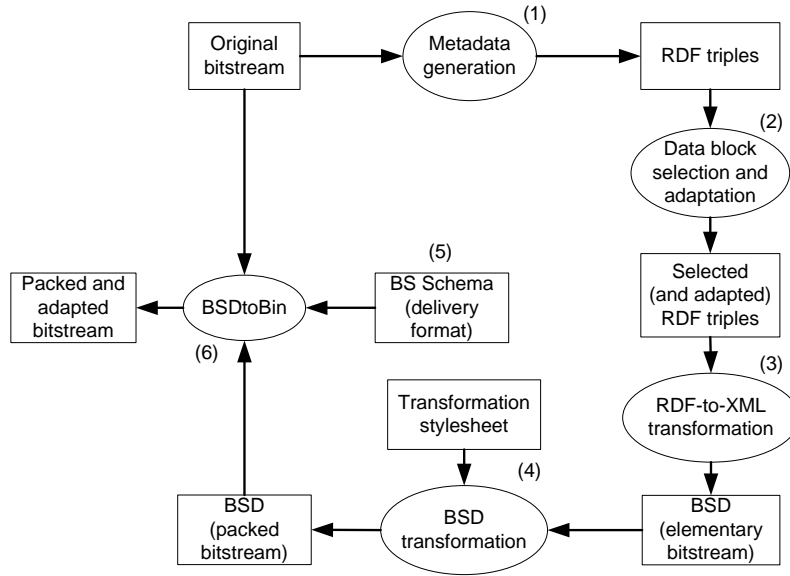 (1)
Original
bitstream
Metadata
generation
RDF triples
(2)
Data block
selection and
adaptation
(5)
Packed and
adapted
bitstream
BSDtoBin
BS Schema
(delivery
format)
Selected
(and adapted)
RDF triples
(6)
(3)
Transformation
stylesheet
RDF-to-XML
transformation
(4)
BSD
(packed
bitstream)
BSD
transformation
BSD
(elementary
bitstream)